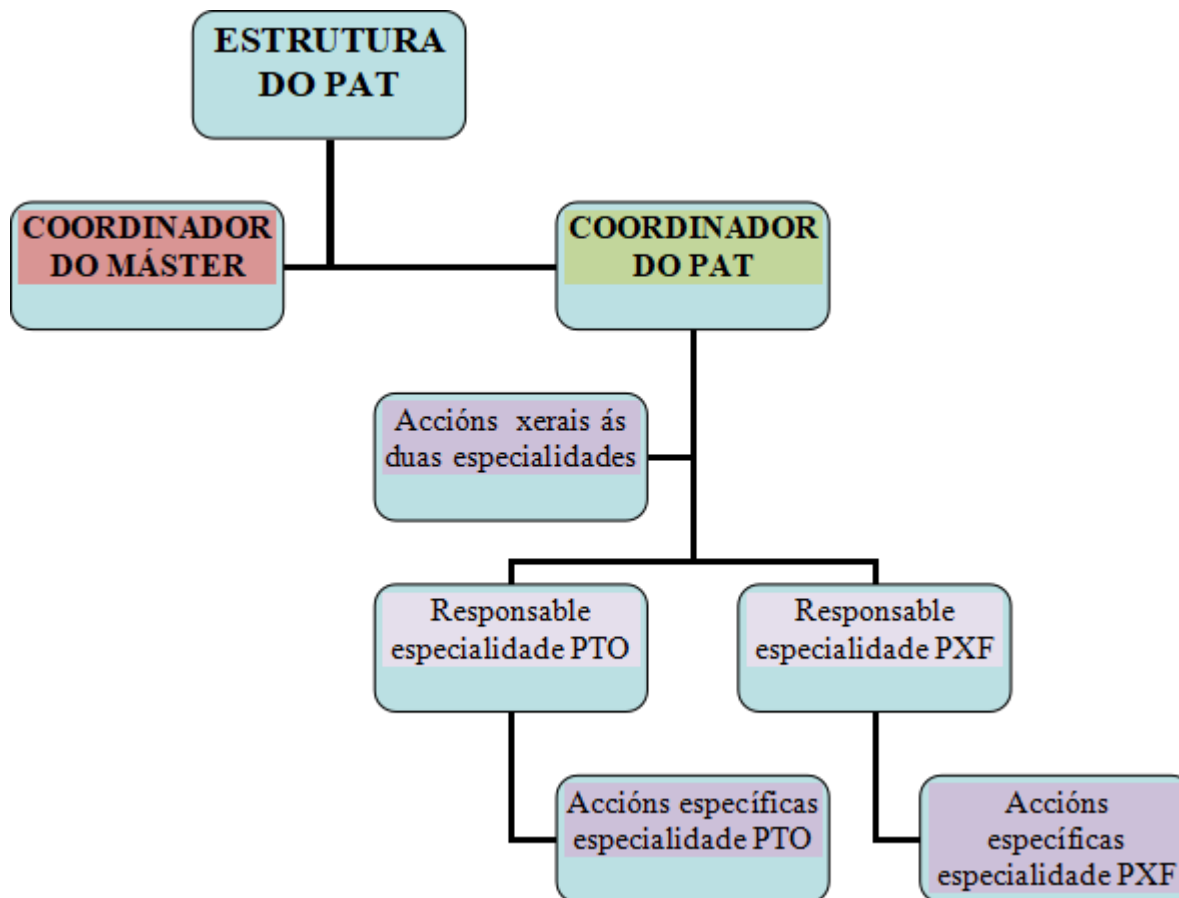 ESTRUTURA
DO PAT
COORDINADOR
DO MÁSTER
COORDINADOR
DO PAT
Accións xerais ás
duas especialidades
Responsable
especialidade PTO
Responsable
especialidade PXF
Accións específicas
especialidade PTO
Accións
específicas
especialidade PXF